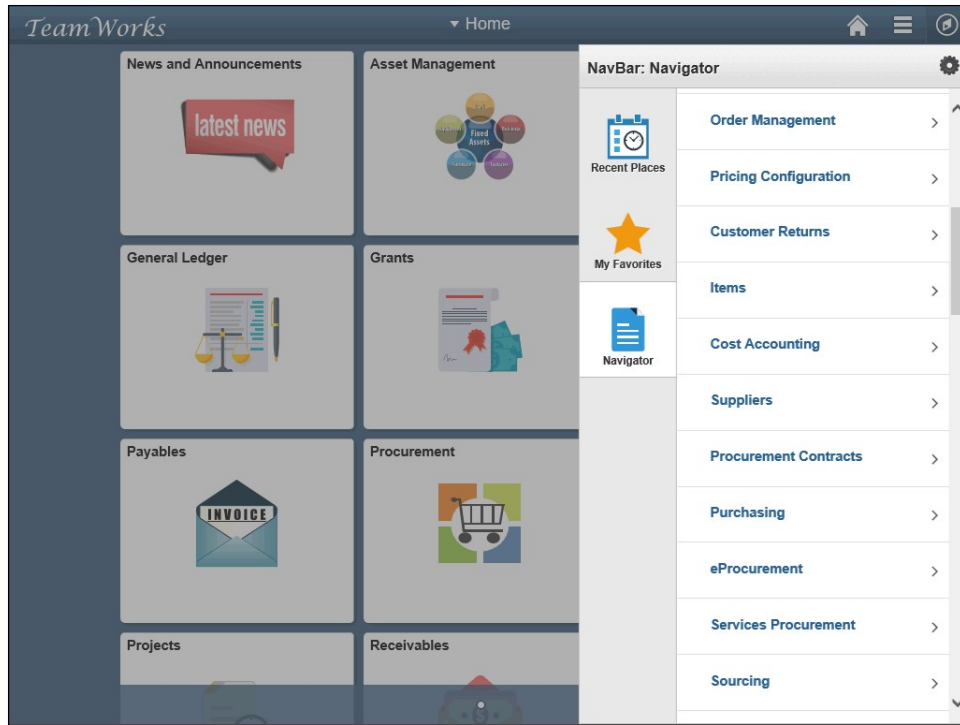 TeamWorks
Home
News and Announcements
latest news
Asset Management
Fixed
Assets
General Ledger
Grants
Payables
INVOICE
Procurement
Projects
Receivables
NavBar: Navigator
Recent Places
My Favorites
Navigator
Order Management
Pricing Configuration
Customer Returns
Items
Cost Accounting
Suppliers
Procurement Contracts
Purchasing
eProcurement
Services Procurement
Sourcing